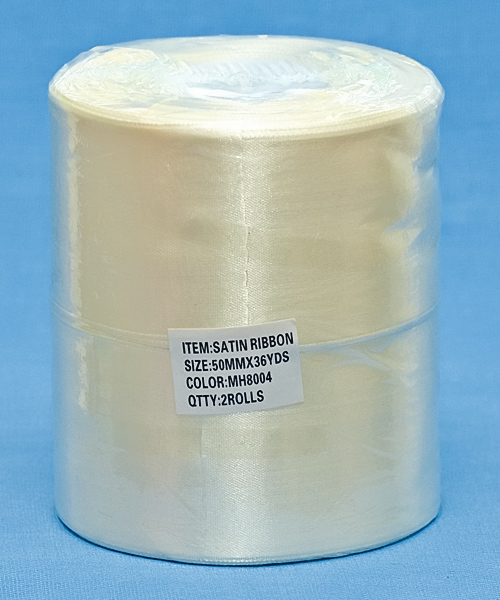 ITEM:SATIN RIBBON
SIZE:50MMX36YDS
COLOR:MH8004
QTTY:2ROLLS